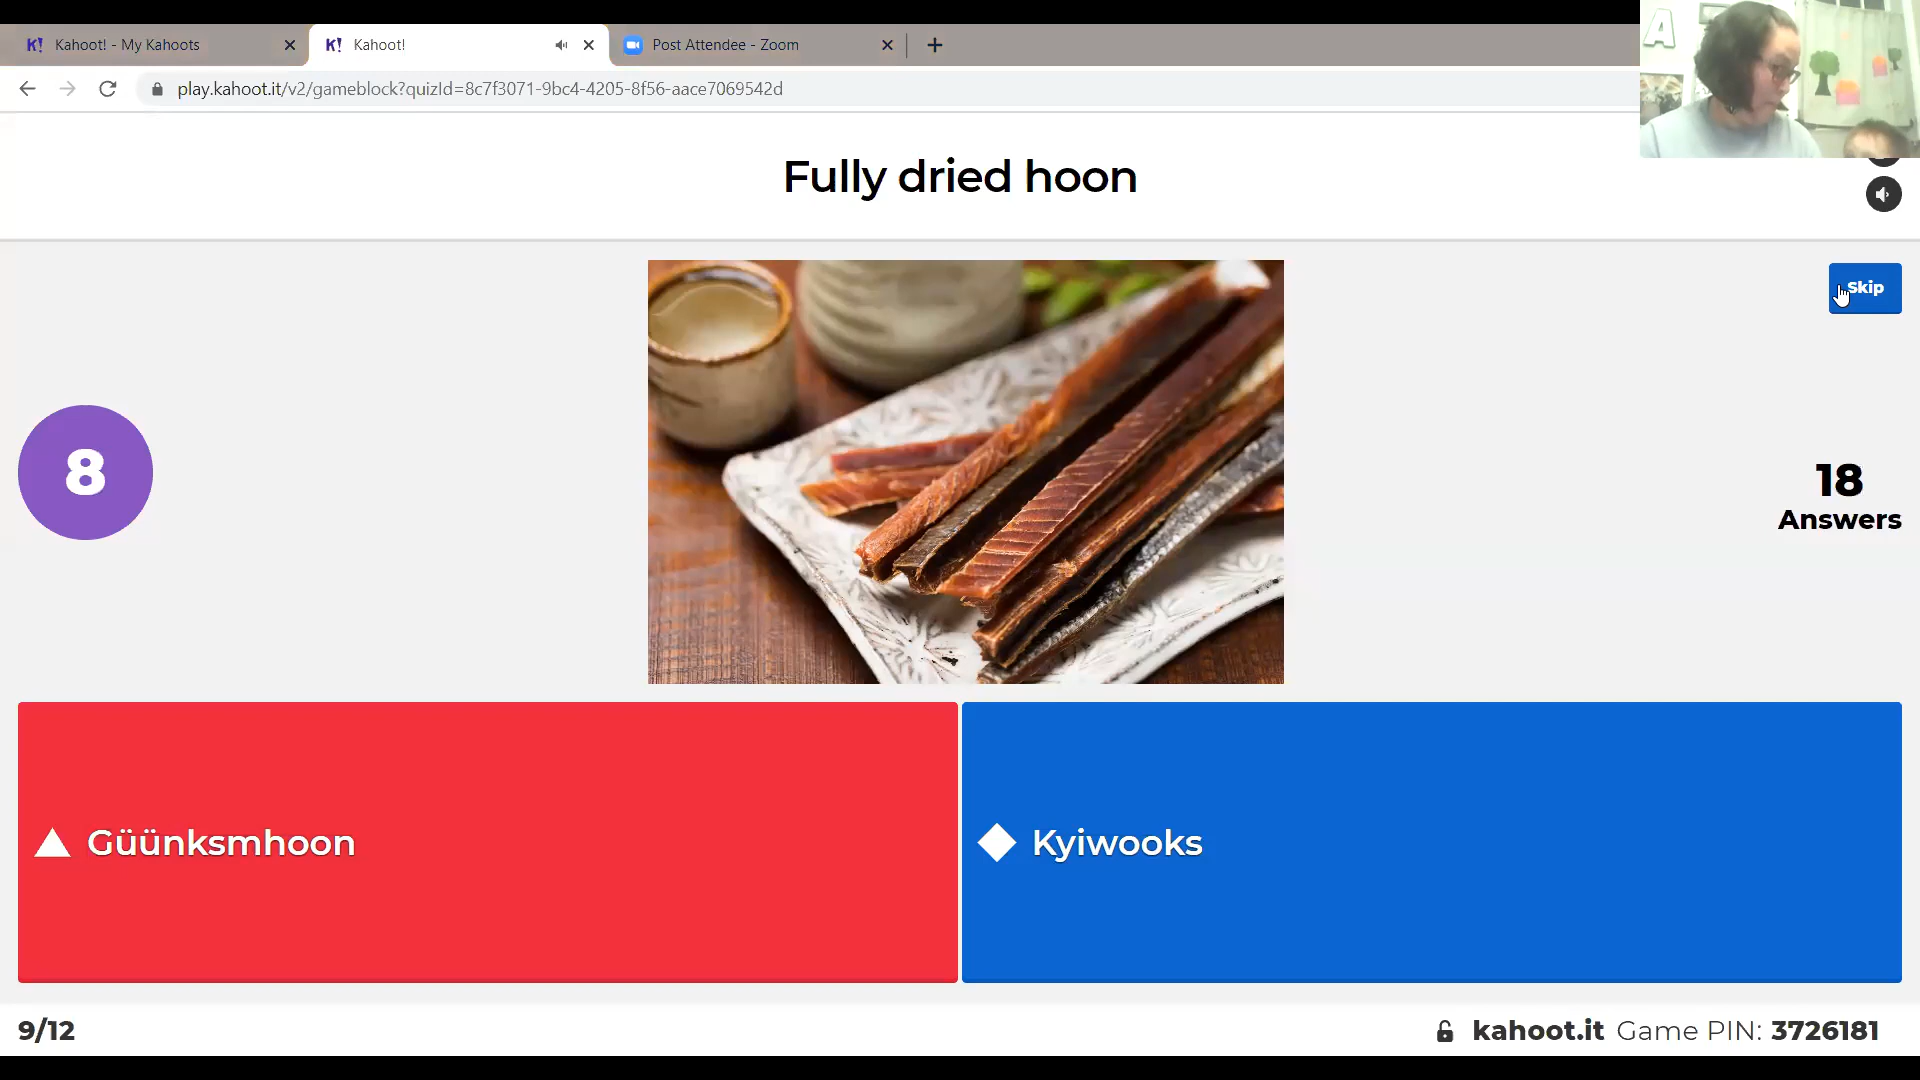 Kahoot! - My Kahoots
Kahoot!
Post Attendee - Zoom
play.kahoot.it/v2/gameblock?quizId=8c7f3071-9bc4-4205-8f56-aace7069542d
A
Fully dried hoon
Skip
8
18
Answers
Güünksmhoon
Kyiwooks
9/12
kahoot.it Game PIN: 3726181